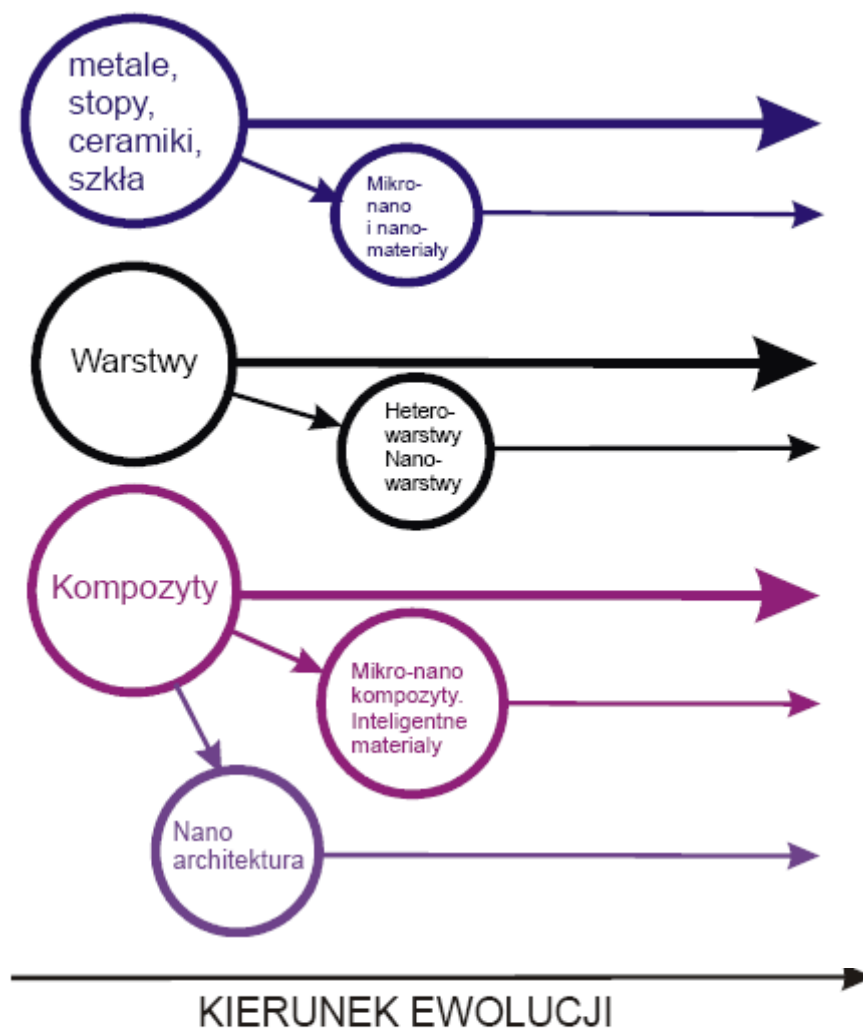 metale,
stopy,
ceramiki,
szkła
Mikro-
nano
i nano-
materiały
Warstwy
Hetero-
warstwy
Nano-
warstwy
Kompozyty
Mikro-nano
kompozyty.
Inteligentne
materialy
Nano
architektura
KIERUNEK EWOLUCJI